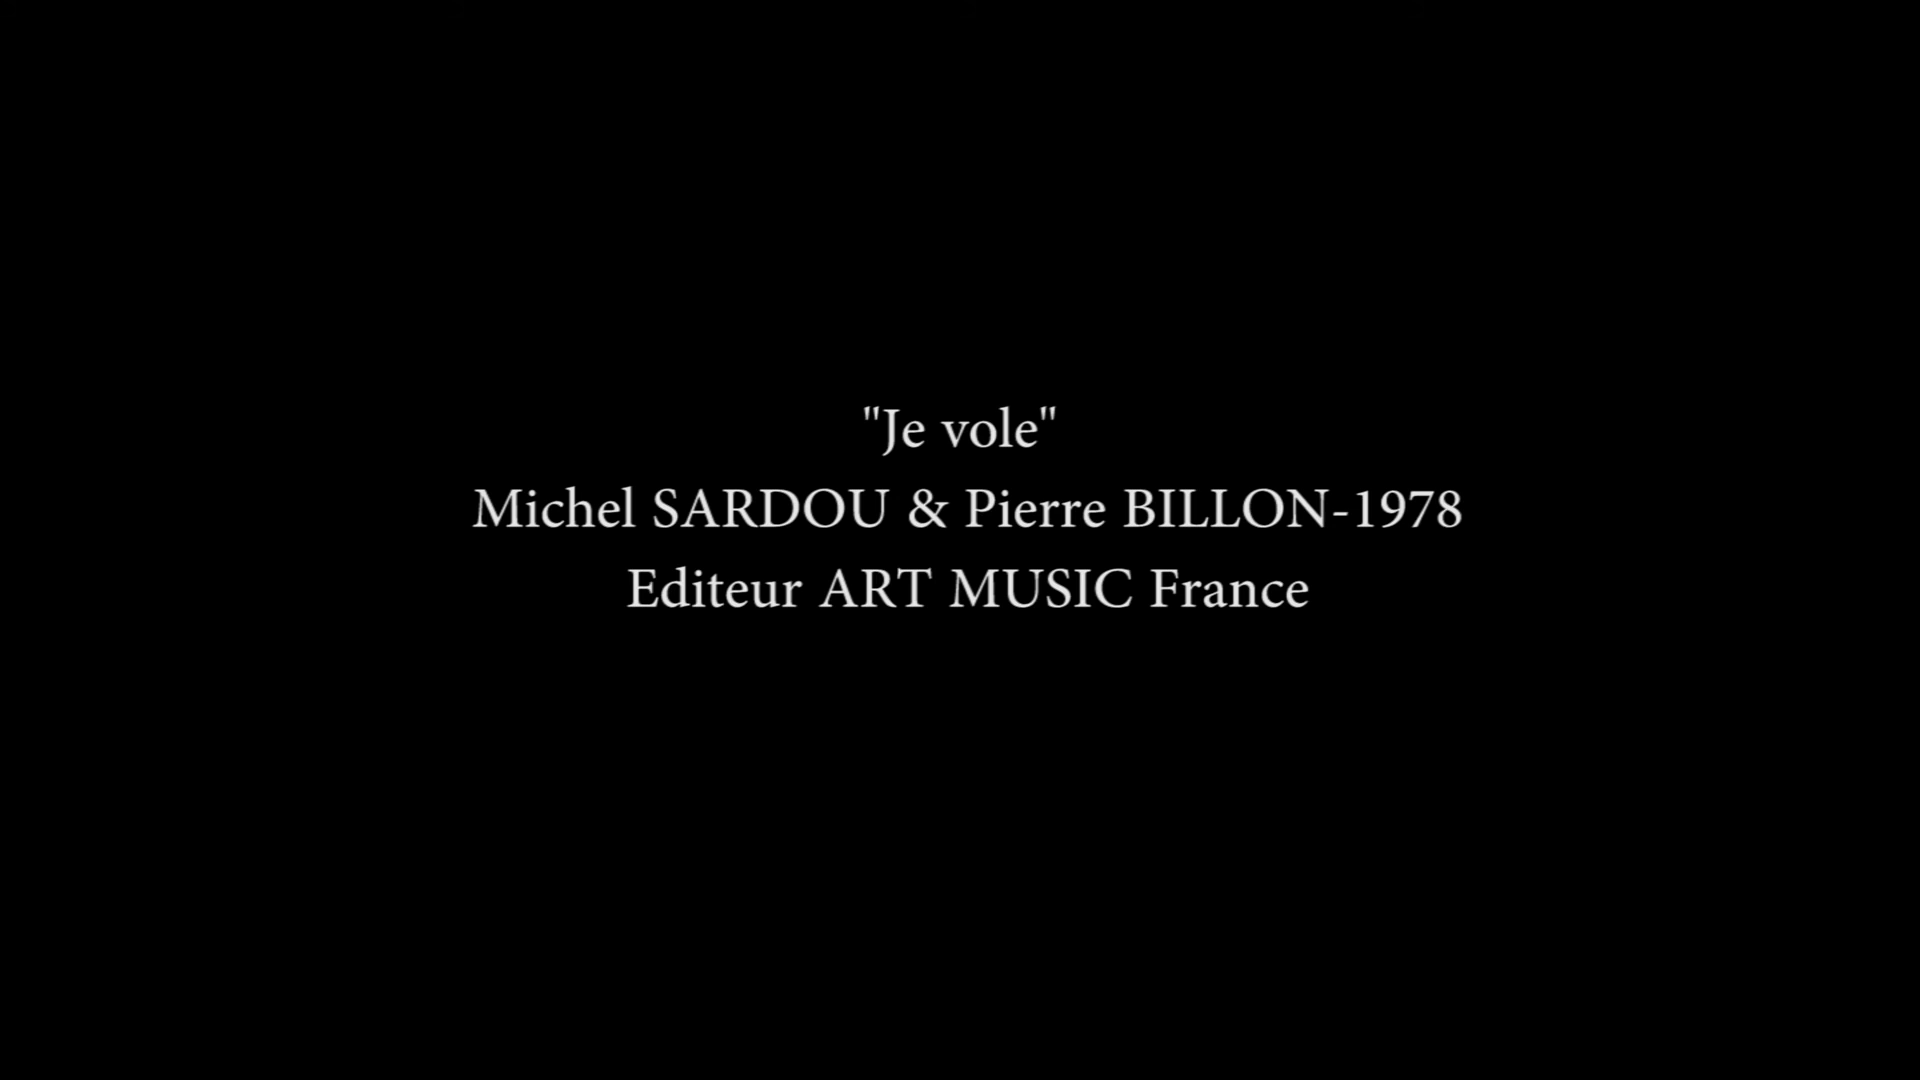 "Je vole"
Michel SARDOU & Pierre BILLON-1978
Editeur ART MUSIC France